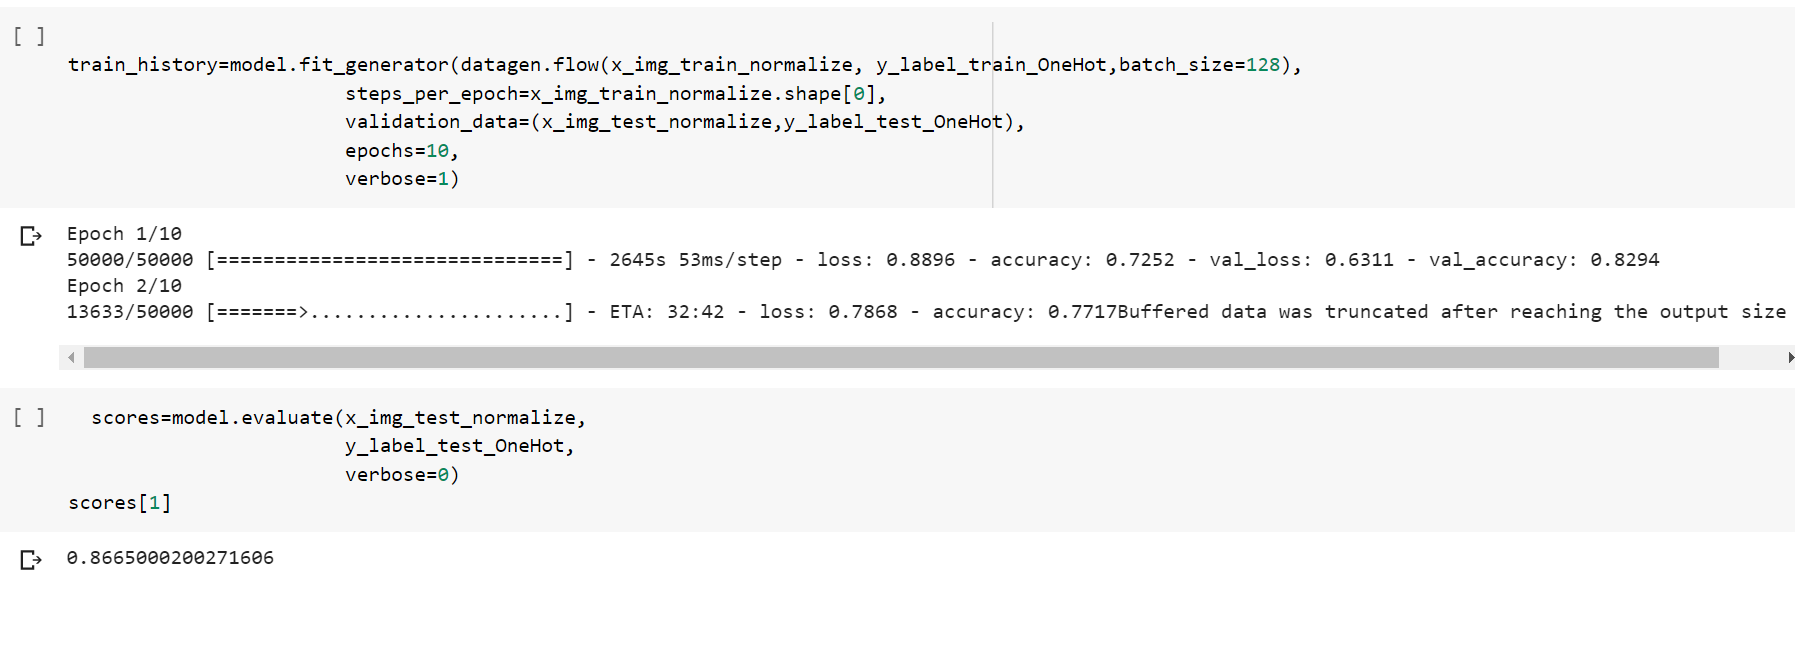 [ ]
train_history=model.fit_generator(datagen.flow(x_img_train_normalize, y_label_train_OneHot,batch_size=128),
steps_per_epoch=x_img_train_normalize.shape[0],
validation_data=(x_img_test_normalize,y_label_test_OneHot),
epochs=10,
verbose=1)
Epoch 1/10
50000/50000 [==============================] - 2645s 53ms/step - loss: 0.8896 - accuracy: 0.7252 - val_loss: 0.6311 - val_accuracy: 0.8294
Epoch 2/10
13633/50000 [=======>......................] - ETA: 32:42 - loss: 0.7868 - accuracy: 0.7717Buffered data was truncated after reaching the output size
[ ] scores=model.evaluate(x_img_test_normalize,
y_label_test_OneHot,
verbose=0)
scores[1]
0.8665000200271606